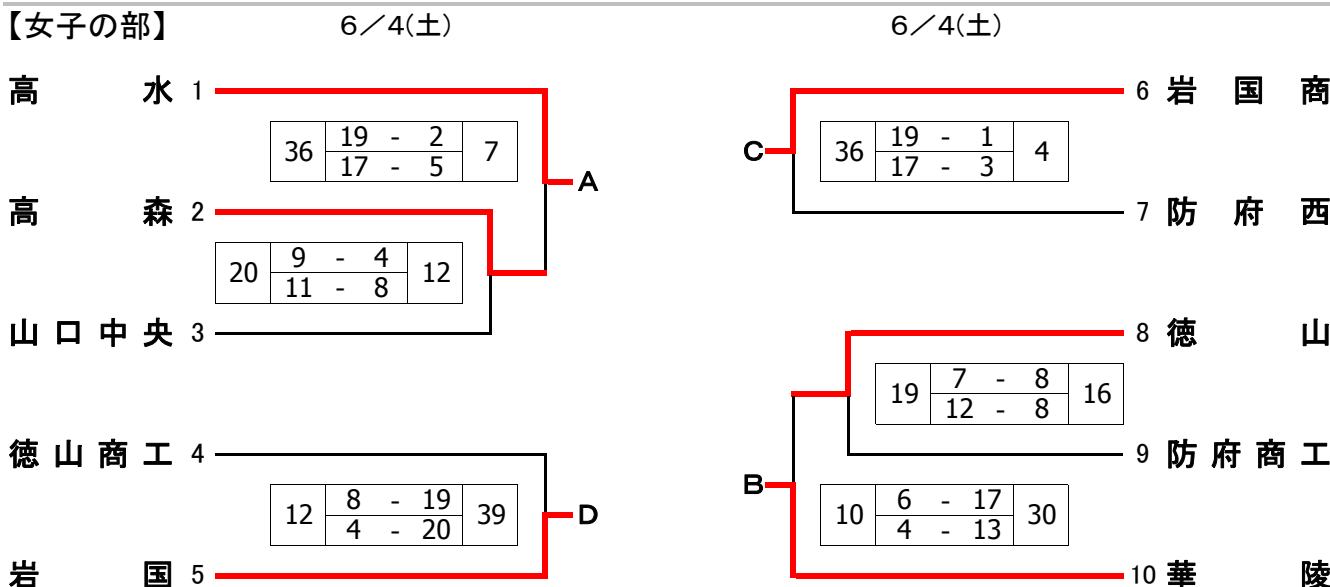 【女子の部】 6／4(土) 6／4(土)
高水 1
6 岩国商
36 19 - 2 7
17 - 5
C
36 19 - 1 4
17 - 3
A
高森 2
7 防府西
20 9 - 4 12
11 - 8
山口中央 3
8 徳山
19 7 - 8 16
12 - 8
徳山商工 4
9 防府商工
B
12 8 - 19 39
4 - 20
D
10 6 - 17 30
4 - 13
岩国 5
10 華陵